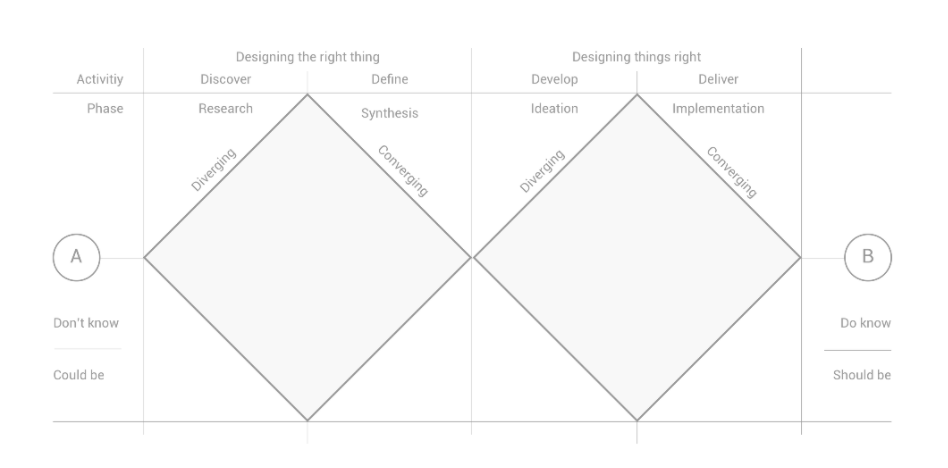 Designing the right thing
Designing things right
Activitiy
Discover
Define
Develop
Deliver
Phase
Research
Synthesis
Ideation
Implementation
Diverging
Converging
Diverging
Converging
A
B
Don't know
Do know
Could be
Should be